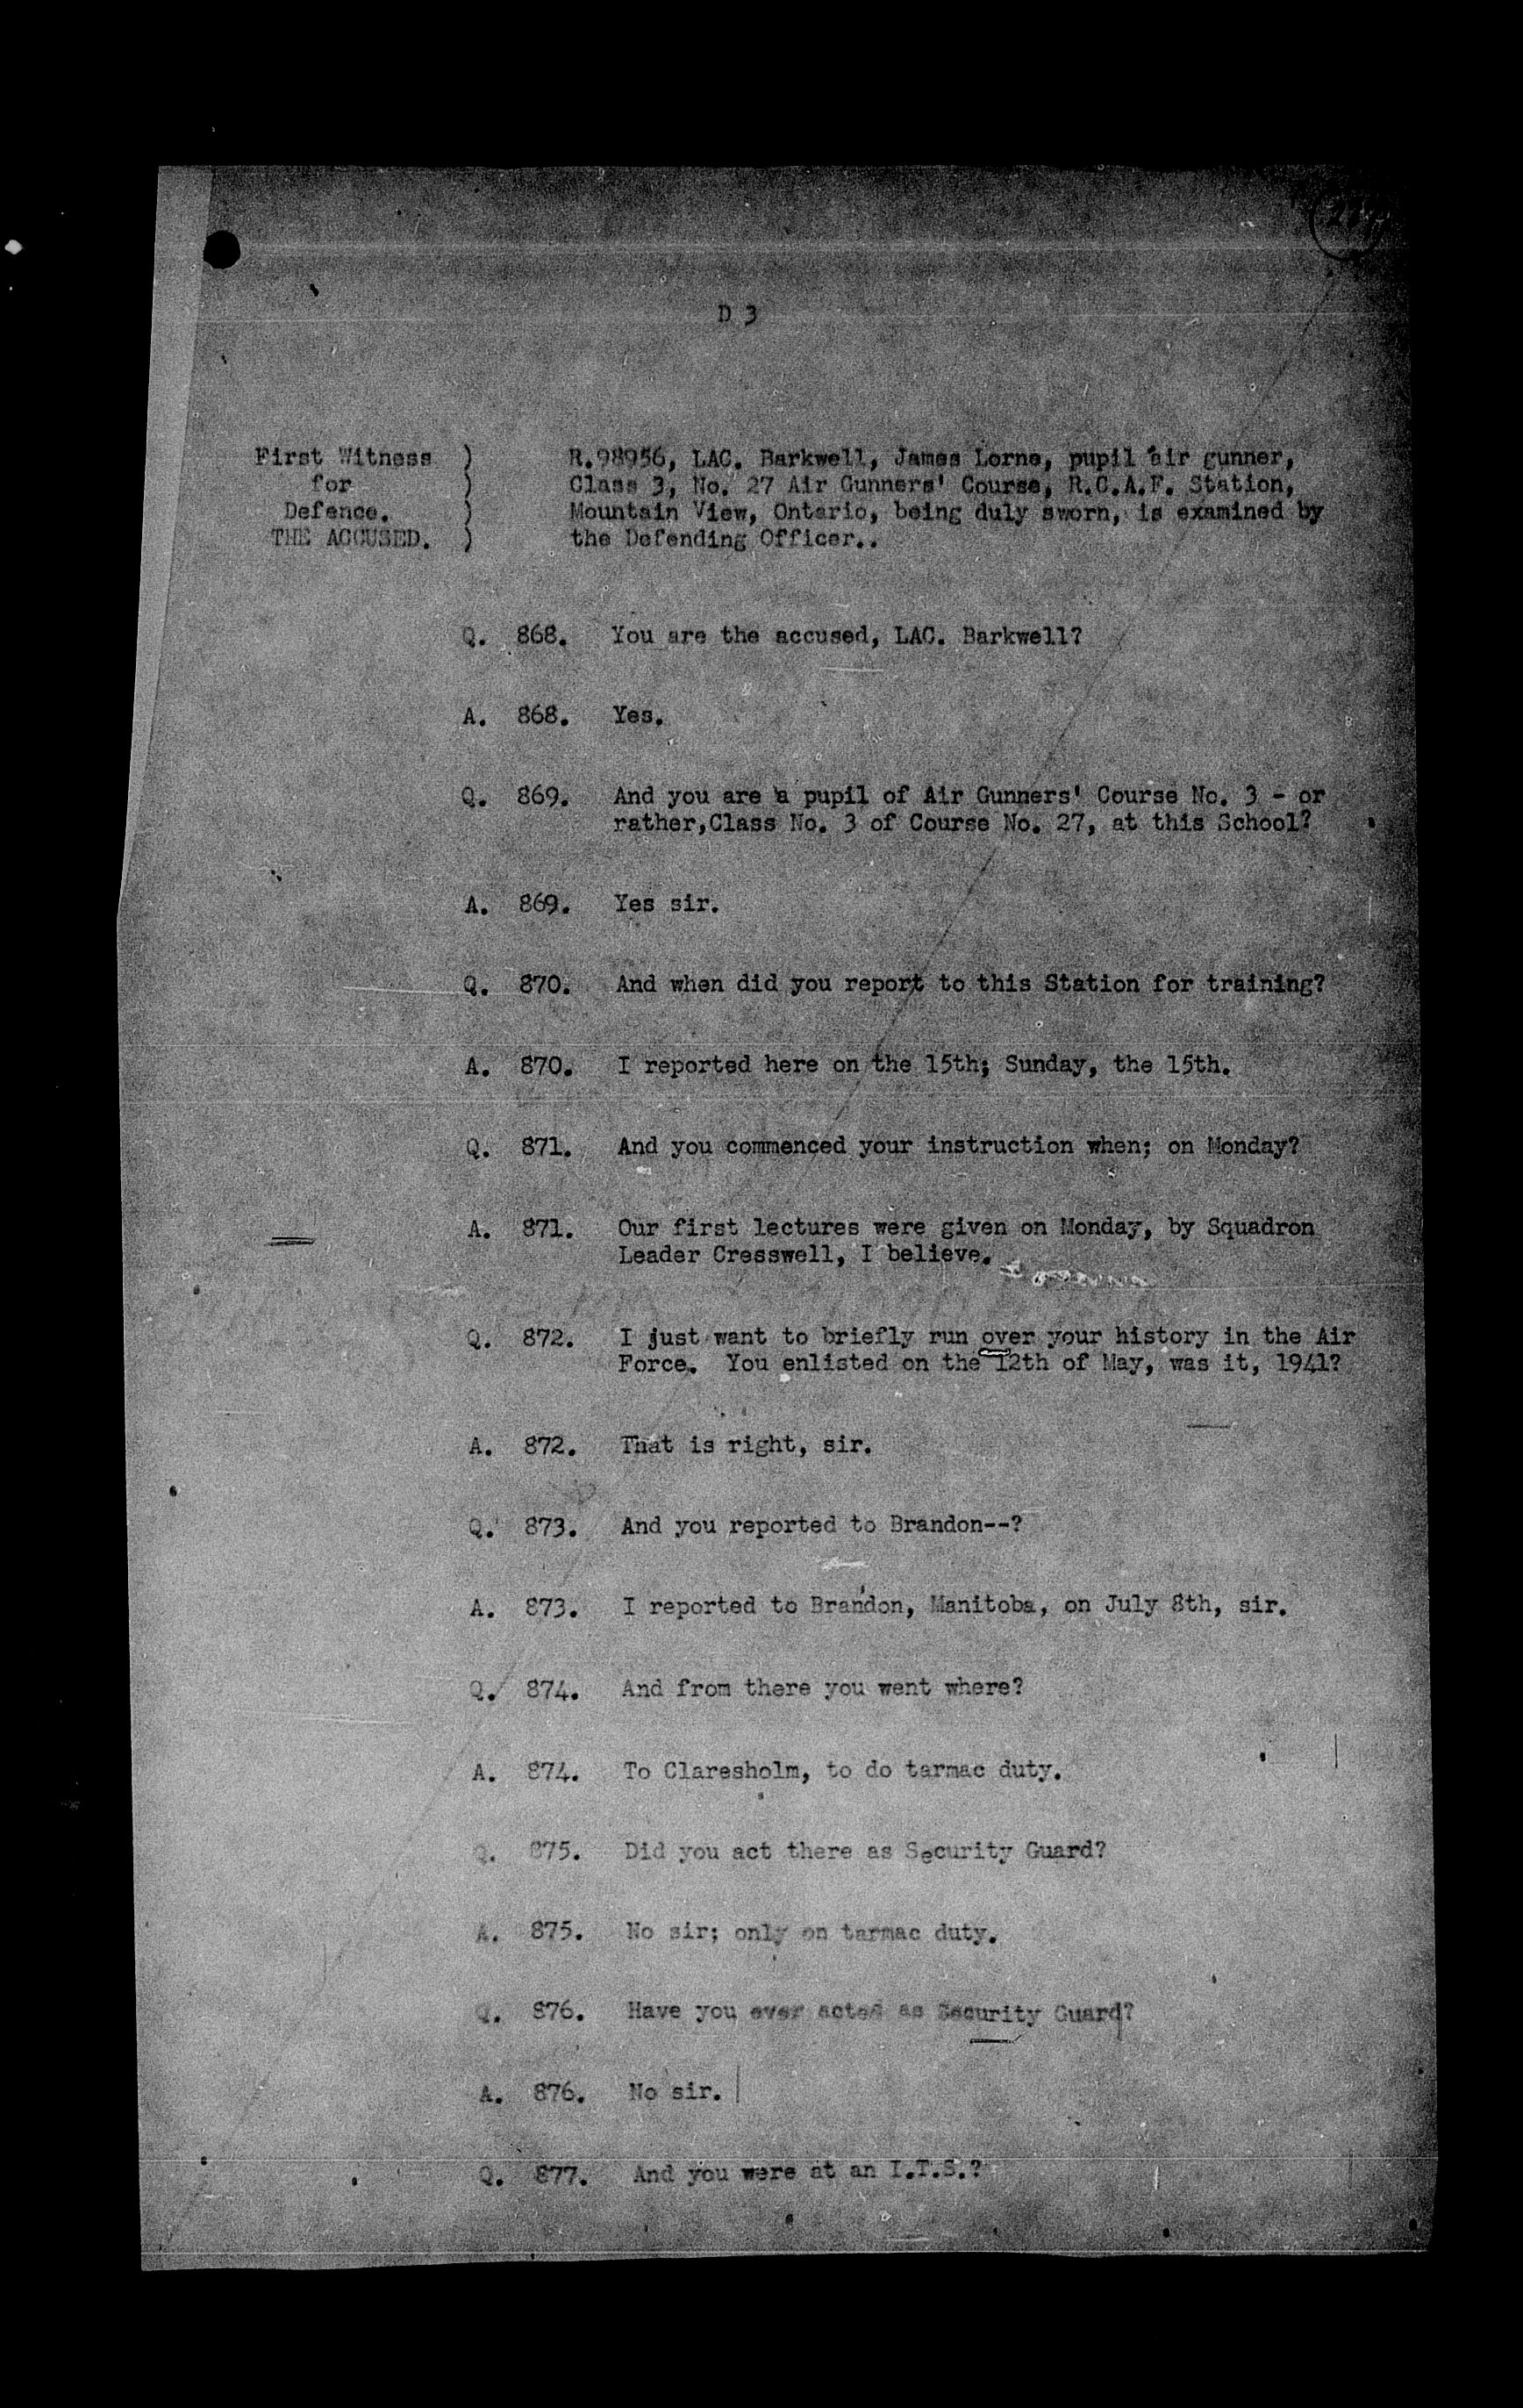 D 3
First Witness )
for )
Defence. )
THE ACCUSED. )
R.98956, LAC. Barkwell, James Lorne, pupil air gunner,
Class 3, No. 27 Air Gunners' Course, R.C.A.F. Station,
Mountain View, Ontario, being duly sworn, is examined by
the Defending Officer..
Q. 868. You are the accused, LAC. Barkwell?
A. 868. Yes.
Q. 869. And you are a pupil of Air Gunners' Course No. 3 - or
rather,Class No. 3 of Course No. 27, at this School?
A. 869. Yes sir.
Q. 870. And when did you report to this Station for training?
A. 870. I reported here on the 15th; Sunday, the 15th.
Q. 871. And you commenced your instruction when; on Monday?
A. 871. Our first lectures were given on Monday, by Squadron
Leader Cresswell, I believe.
Q. 872. I just want to briefly run over your history in the Air
Force. You enlisted on the 12th of May, was it, 1941?
A. 872. That is right, sir.
Q. 873. And you reported to Brandon--?
A. 873. I reported to Brandon, Manitoba, on July 8th, sir.
Q. 874. And from there you went where?
A. 874. To Claresholm, to do tarmac duty.
Q. 875. Did you act there as Security Guard?
A. 875. No sir; only on tarmac duty.
Q. 876. Have you ever acted as Security Guard?
A. 876. No sir.
Q. 877. And you were at an I.T.S.?